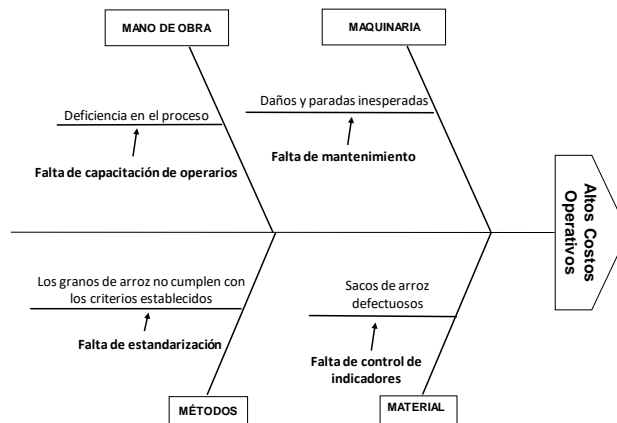 MANO DE OBRA
MAQUINARIA
Deficiencia en el proceso
Falta de capacitación de operarios
Daños y paradas inesperadas
Falta de mantenimiento
Altos Costos
Operativos
Los granos de arroz no cumplen con
los criterios establecidos
Falta de estandarización
Sacos de arroz
defectuosos
Falta de control de
indicadores
MÉTODOS
MATERIAL